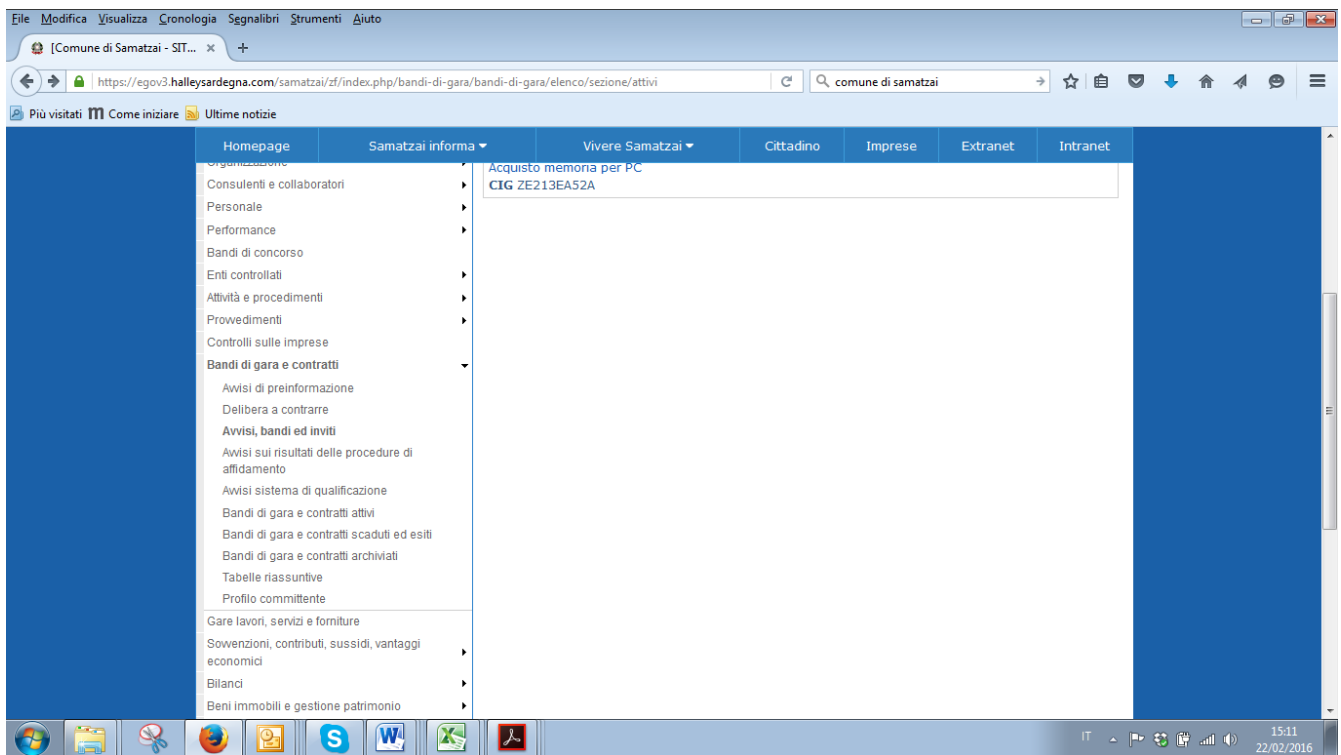 File Modifica Visualizza Cronologia Segnalibri Strumenti Aiuto
[Comune di Samatzai - SIT...
https://egov3.halleysardegna.com/samatzai/zf/index.php/bandi-di-gara/bandi-di-gara/elenco/sezione/attivi
comune di samatzai
Più visitati Come iniziare Ultime notizie
Homepage Samatzai informa Vivere Samatzai Cittadino Imprese Extranet Intranet
Organizzazione
Consulenti e collaboratori
Personale
Performance
Bandi di concorso
Enti controllati
Attività e procedimenti
Provvedimenti
Controlli sulle imprese
Bandi di gara e contratti
Avvisi di preinformazione
Delibera a contrarre
Avvisi, bandi ed inviti
Avvisi sui risultati delle procedure di
affidamento
Avvisi sistema di qualificazione
Bandi di gara e contratti attivi
Bandi di gara e contratti scaduti ed esiti
Bandi di gara e contratti archiviati
Tabelle riassuntive
Profilo committente
Gare lavori, servizi e forniture
Sovvenzioni, contributi, sussidi, vantaggi
economici
Bilanci
Beni immobili e gestione patrimonio
Acquisto memoria per PC
CIG ZE213EA52A
IT
15:11
22/02/2016